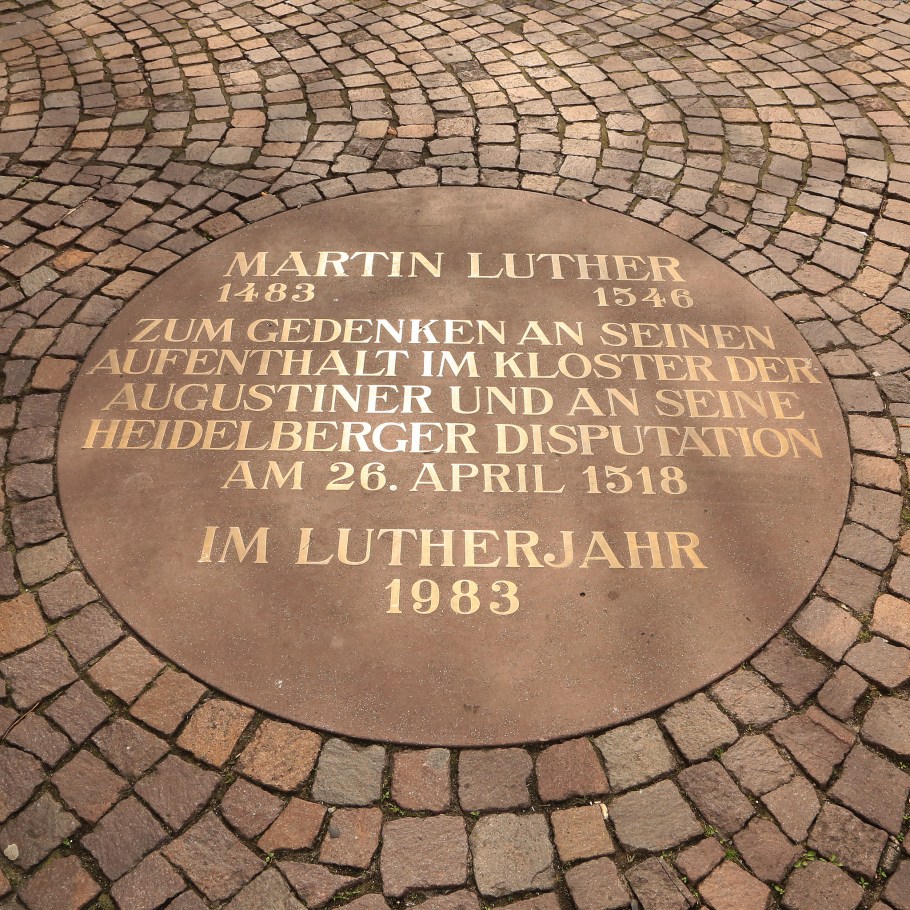 MARTIN LUTHER
1483 1546
ZUM GEDENKEN AN SEINEN
AUFENTHALT IM KLOSTER DER
AUGUSTINER UND AN SEINE
HEIDELBERGER DISPUTATION
AM 26. APRIL 1518
IM LUTHERJAHR
1983